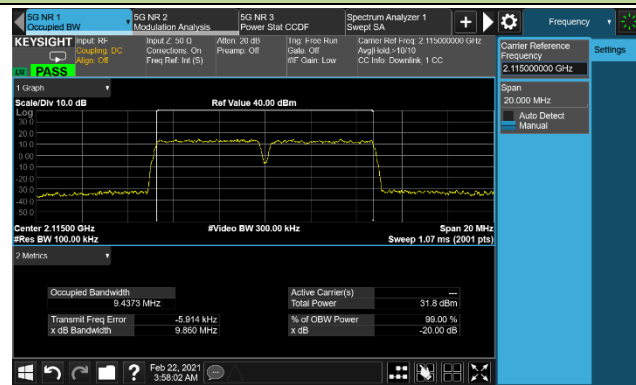 5G NR 1
Occupied BW
5G NR 2
Modulation Analysis
5G NR 3
Power Stat CCDF
Spectrum Analyzer 1
Swept SA
Frequency
KEYSIGHT
Input: RF
Coupling: DC
Align: Off
Input Z: 50 Ω
Corrections: On
Freq Ref: Int (S)
Atten: 20 dB
Preamp: Off
Trig: Free Run
Gate: Off
#IF Gain: Low
Carrier Ref Freq: 2.115000000 GHz
Avg|Hold:>10/10
CC Info: Downlink, 1 CC
LW PASS
Carrier Reference
Frequency
2.115000000 GHz
Settings
Span
20.000 MHz
Auto Detect
Manual
1 Graph
Scale/Div 10.0 dB
Ref Value 40.00 dBm
Log
30.0
20.0
10.0
0.00
-10.0
-20.0
-30.0
-40.0
-50.0
Center 2.11500 GHz
#Video BW 300.00 kHz
Span 20 MHz
#Res BW 100.00 kHz
Sweep 1.07 ms (2001 pts)
2 Metrics
Occupied Bandwidth
9.4373 MHz
Active Carrier(s)
---
Total Power
31.8 dBm
Transmit Freq Error
-5.914 kHz
% of OBW Power
99.00 %
x dB Bandwidth
9.860 MHz
x dB
-20.00 dB
Feb 22, 2021
3:58:02 AM